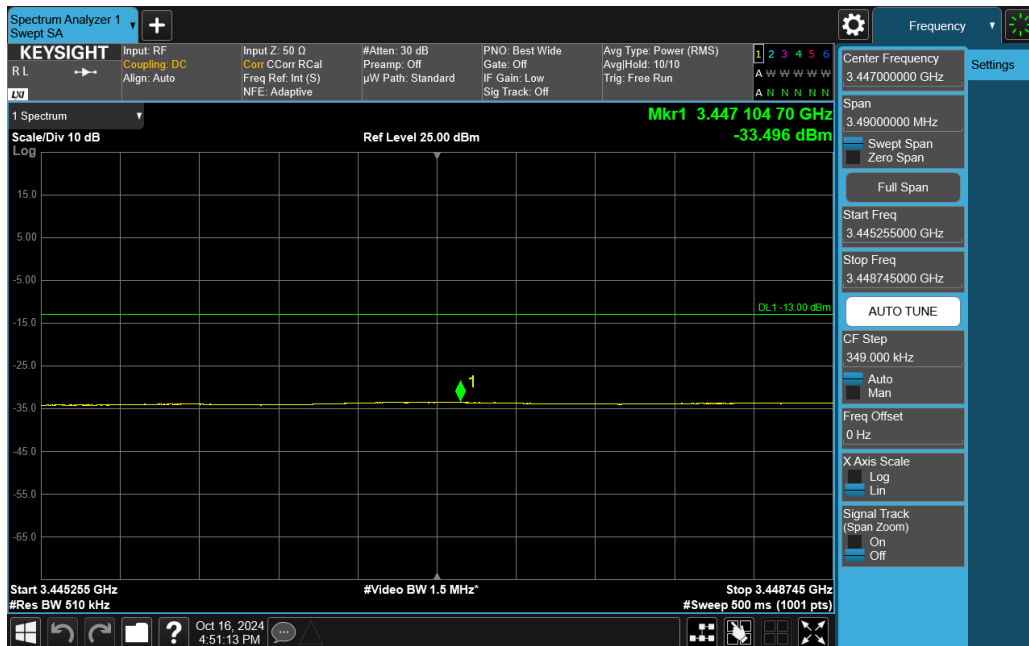 Spectrum Analyzer 1
Swept SA
+
Frequency
KEYSIGHT
R L
LXI
Input: RF
Coupling: DC
Align: Auto
Input Z: 50 Ω
Corr CCorr RCal
Freq Ref: Int (S)
NFE: Adaptive
#Atten: 30 dB
Preamp: Off
µW Path: Standard
PNO: Best Wide
Gate: Off
IF Gain: Low
Sig Track: Off
Avg Type: Power (RMS)
Avg|Hold: 10/10
Trig: Free Run
1 2 3 4 5 6
A W W W W W
A N N N N N
1 Spectrum
Scale/Div 10 dB
Log
Ref Level 25.00 dBm
Mkr1 3.447 104 70 GHz
-33.496 dBm
15.0
5.00
-5.00
-15.0
-25.0
-35.0
-45.0
-55.0
-65.0
DL1 -13.00 dBm
1
Start 3.445255 GHz
#Res BW 510 kHz
#Video BW 1.5 MHz*
Stop 3.448745 GHz
#Sweep 500 ms (1001 pts)
Center Frequency
3.447000000 GHz
Settings
Span
3.49000000 MHz
Swept Span
Zero Span
Full Span
Start Freq
3.445255000 GHz
Stop Freq
3.448745000 GHz
AUTO TUNE
CF Step
349.000 kHz
Auto
Man
Freq Offset
0 Hz
X Axis Scale
Log
Lin
Signal Track
(Span Zoom)
On
Off
?
Oct 16, 2024
4:51:13 PM